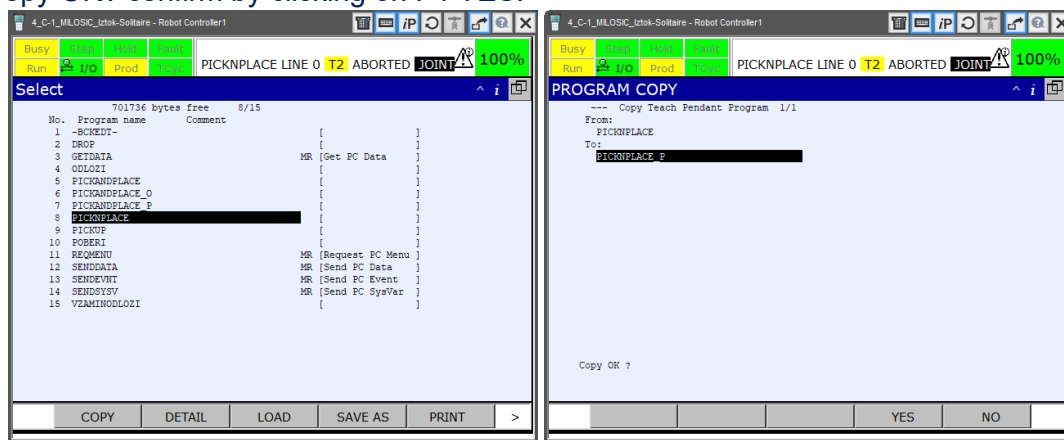 opy OK? confirm by clicking on F4 YES.
4_C-1_MILOSIC_Iztok-Solitaire - Robot Controller1
iP
Busy Step Hold Fault
Run I/O Prod TCyc
PICKNPLACE LINE 0 T2 ABORTED JOINT 100%
Select
701736 bytes free 8/15
No. Program name Comment
1 -BCKEDT- [ ]
2 DROP [ ]
3 GETDATA MR [Get PC Data ]
4 ODLOZI [ ]
5 PICKANDPLACE [ ]
6 PICKANDPLACE_O [ ]
7 PICKANDPLACE_P [ ]
8 PICKNPLACE [ ]
9 PICKUP [ ]
10 POBERI [ ]
11 REQMENU MR [Request PC Menu ]
12 SENDDATA MR [Send PC Data ]
13 SENDEVNT MR [Send PC Event ]
14 SENDSYSV MR [Send PC SysVar ]
15 VZAMINODLOZI [ ]
COPY DETAIL LOAD SAVE AS PRINT >
4_C-1_MILOSIC_Iztok-Solitaire - Robot Controller1
iP
Busy Step Hold Fault
Run I/O Prod TCyc
PICKNPLACE LINE 0 T2 ABORTED JOINT 100%
PROGRAM COPY
--- Copy Teach Pendant Program 1/1
From:
PICKNPLACE
To:
PICKNPLACE_P
Copy OK ?
YES NO